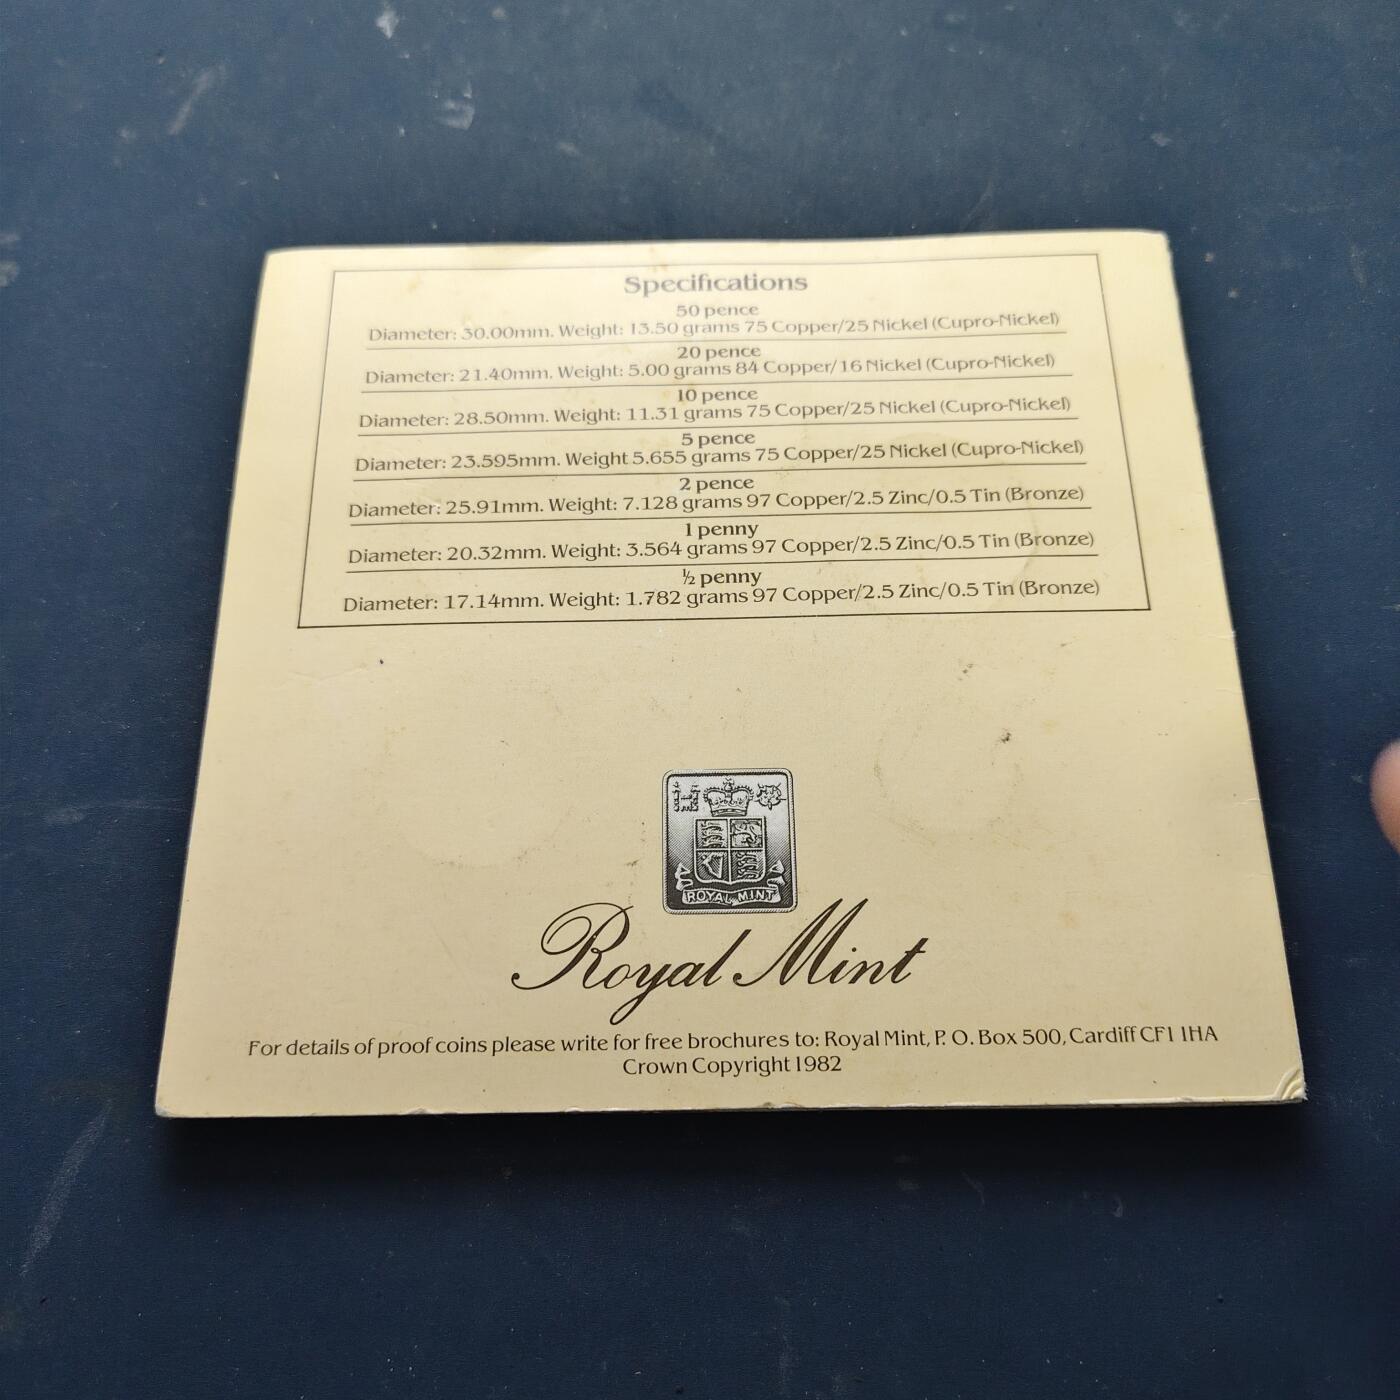 Specifications
50 pence
Diameter: 30.00mm. Weight: 13.50 grams 75 Copper/25 Nickel (Cupro-Nickel)
20 pence
Diameter: 21.40mm. Weight: 5.00 grams 84 Copper/16 Nickel (Cupro-Nickel)
10 pence
Diameter: 28.50mm. Weight: 11.31 grams 75 Copper/25 Nickel (Cupro-Nickel)
5 pence
Diameter: 23.595mm. Weight 5.655 grams 75 Copper/25 Nickel (Cupro-Nickel)
2 pence
Diameter: 25.91mm. Weight: 7.128 grams 97 Copper/2.5 Zinc/0.5 Tin (Bronze)
1 penny
Diameter: 20.32mm. Weight: 3.564 grams 97 Copper/2.5 Zinc/0.5 Tin (Bronze)
½ penny
Diameter: 17.14mm. Weight: 1.782 grams 97 Copper/2.5 Zinc/0.5 Tin (Bronze)
ROYAL MINT
Royal Mint
For details of proof coins please write for free brochures to: Royal Mint, P. O. Box 500, Cardiff CF1 1HA
Crown Copyright 1982